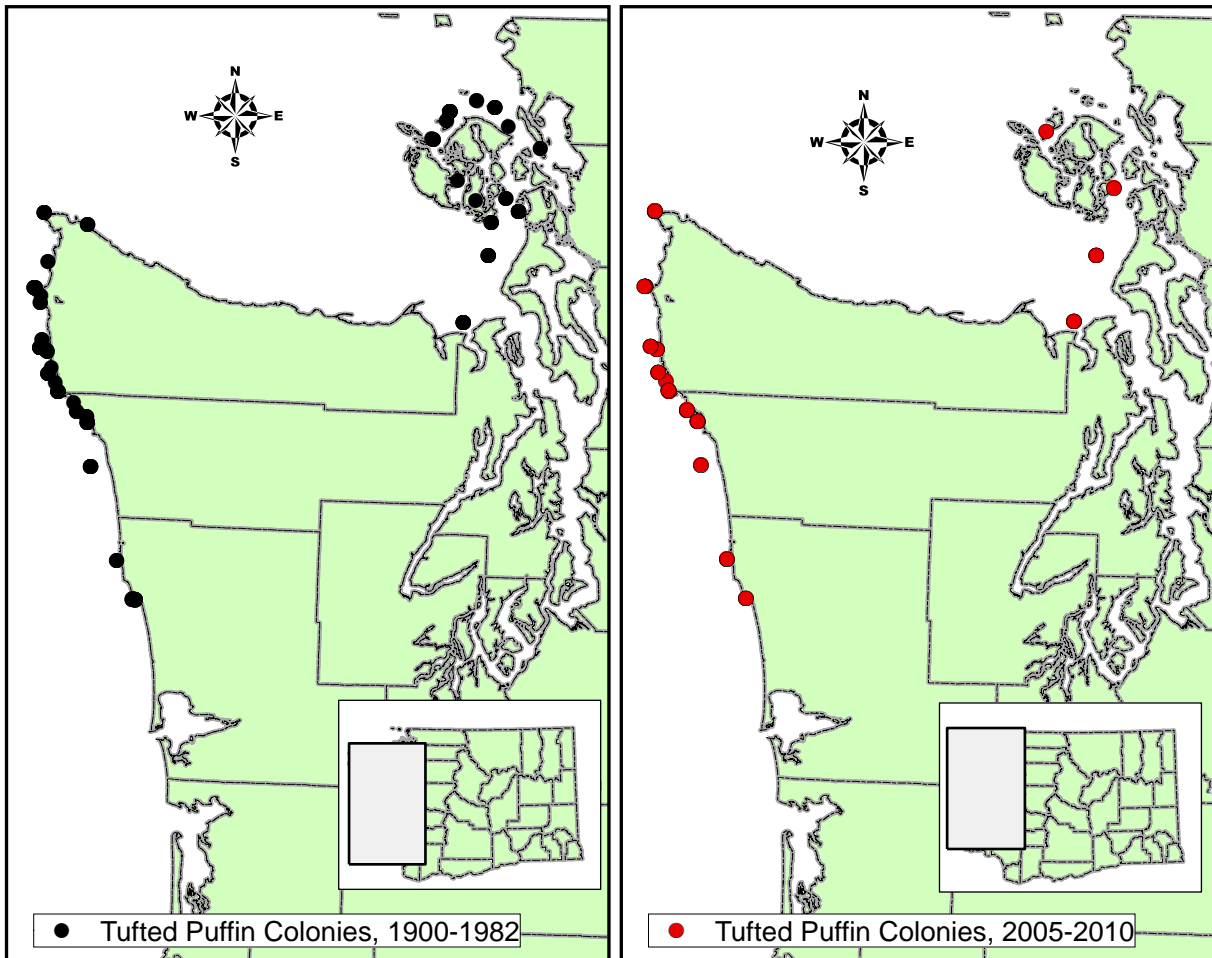 N
W E
S
N
W E
S
Tufted Puffin Colonies, 1900-1982
Tufted Puffin Colonies, 2005-2010